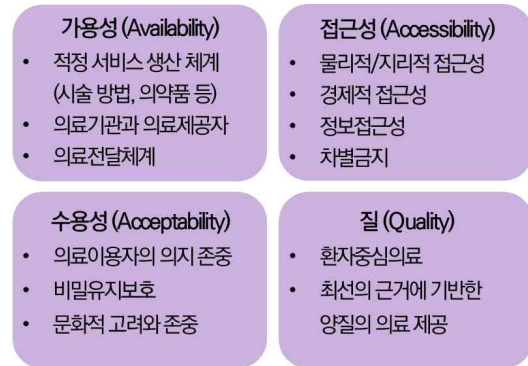 가용성 (Availability)
• 적정 서비스 생산 체계
(시술 방법, 의약품 등)
• 의료기관과 의료제공자
• 의료전달체계
접근성 (Accessibility)
• 물리적/지리적 접근성
• 경제적 접근성
• 정보접근성
• 차별금지
수용성 (Acceptability)
• 의료이용자의 의지 존중
• 비밀유지보호
• 문화적 고려와 존중
질 (Quality)
• 환자중심의료
• 최선의 근거에 기반한
양질의 의료 제공